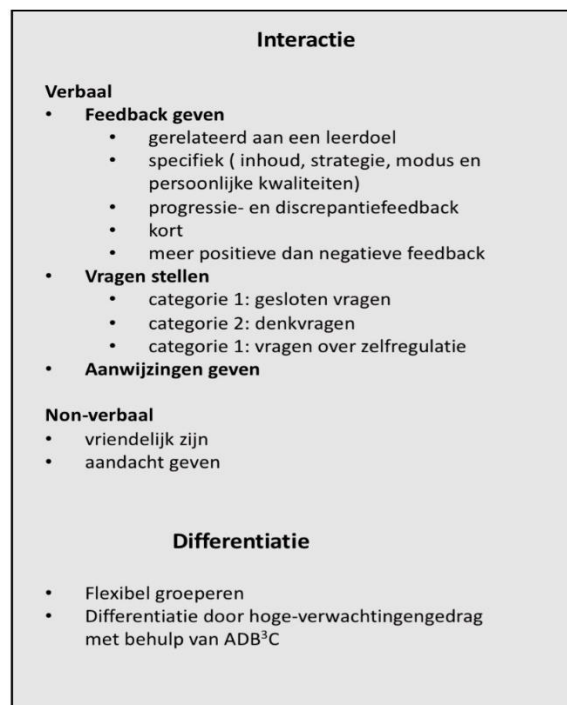 Interactie
Verbaal
• Feedback geven
• gerelateerd aan een leerdoel
• specifiek ( inhoud, strategie, modus en
persoonlijke kwaliteiten)
• progressie- en discrepantiefeedback
• kort
• meer positieve dan negatieve feedback
• Vragen stellen
• categorie 1: gesloten vragen
• categorie 2: denkvragen
• categorie 1: vragen over zelfregulatie
• Aanwijzingen geven
Non-verbaal
• vriendelijk zijn
• aandacht geven
Differentiatie
• Flexibel groeperen
• Differentiatie door hoge-verwachtingengedrag
met behulp van ADB³C